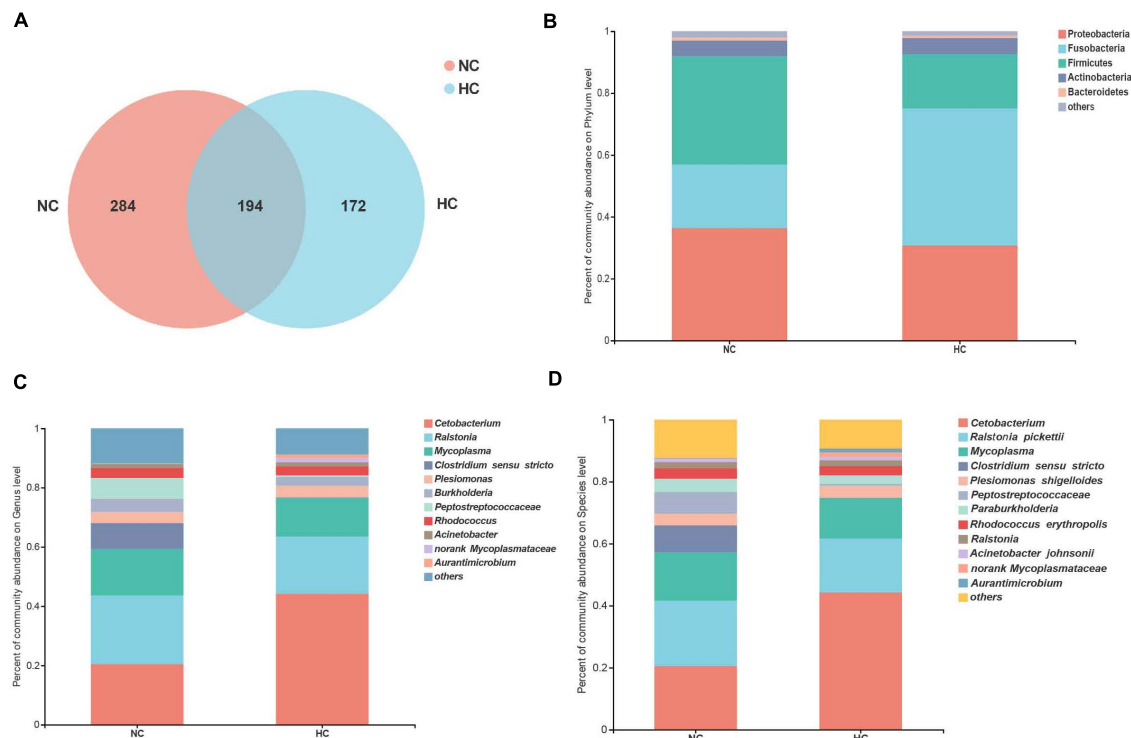 A
NC
HC
NC
284
194
172
HC
B
Percent of community abundance on Phylum level
1
0.8
0.6
0.4
0.2
0
NC
HC
Proteobacteria
Fusobacteria
Firmicutes
Actinobacteria
Bacteroidetes
others
C
Percent of community abundance on Genus level
1
0.8
0.6
0.4
0.2
0
NC
HC
Cetobacterium
Ralstonia
Mycoplasma
Clostridium sensu stricto
Plesiomonas
Burkholderia
Peptostreptococcaceae
Rhodococcus
Acinetobacter
norank Mycoplasmataceae
Aurantimicrobium
others
D
Percent of community abundance on Species level
1
0.8
0.6
0.4
0.2
0
NC
HC
Cetobacterium
Ralstonia pickettii
Mycoplasma
Clostridium sensu stricto
Plesiomonas shigelloides
Peptostreptococcaceae
Paraburkholderia
Rhodococcus erythropolis
Ralstonia
Acinetobacter johnsonii
norank Mycoplasmataceae
Aurantimicrobium
others